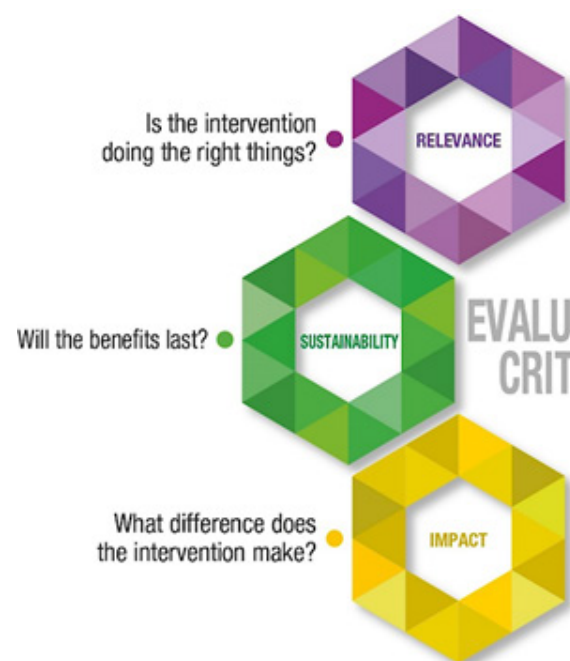 Is the intervention
doing the right things?
RELEVANCE
Will the benefits last?
SUSTAINABILITY
EVALU
CRIT
What difference does
the intervention make?
IMPACT